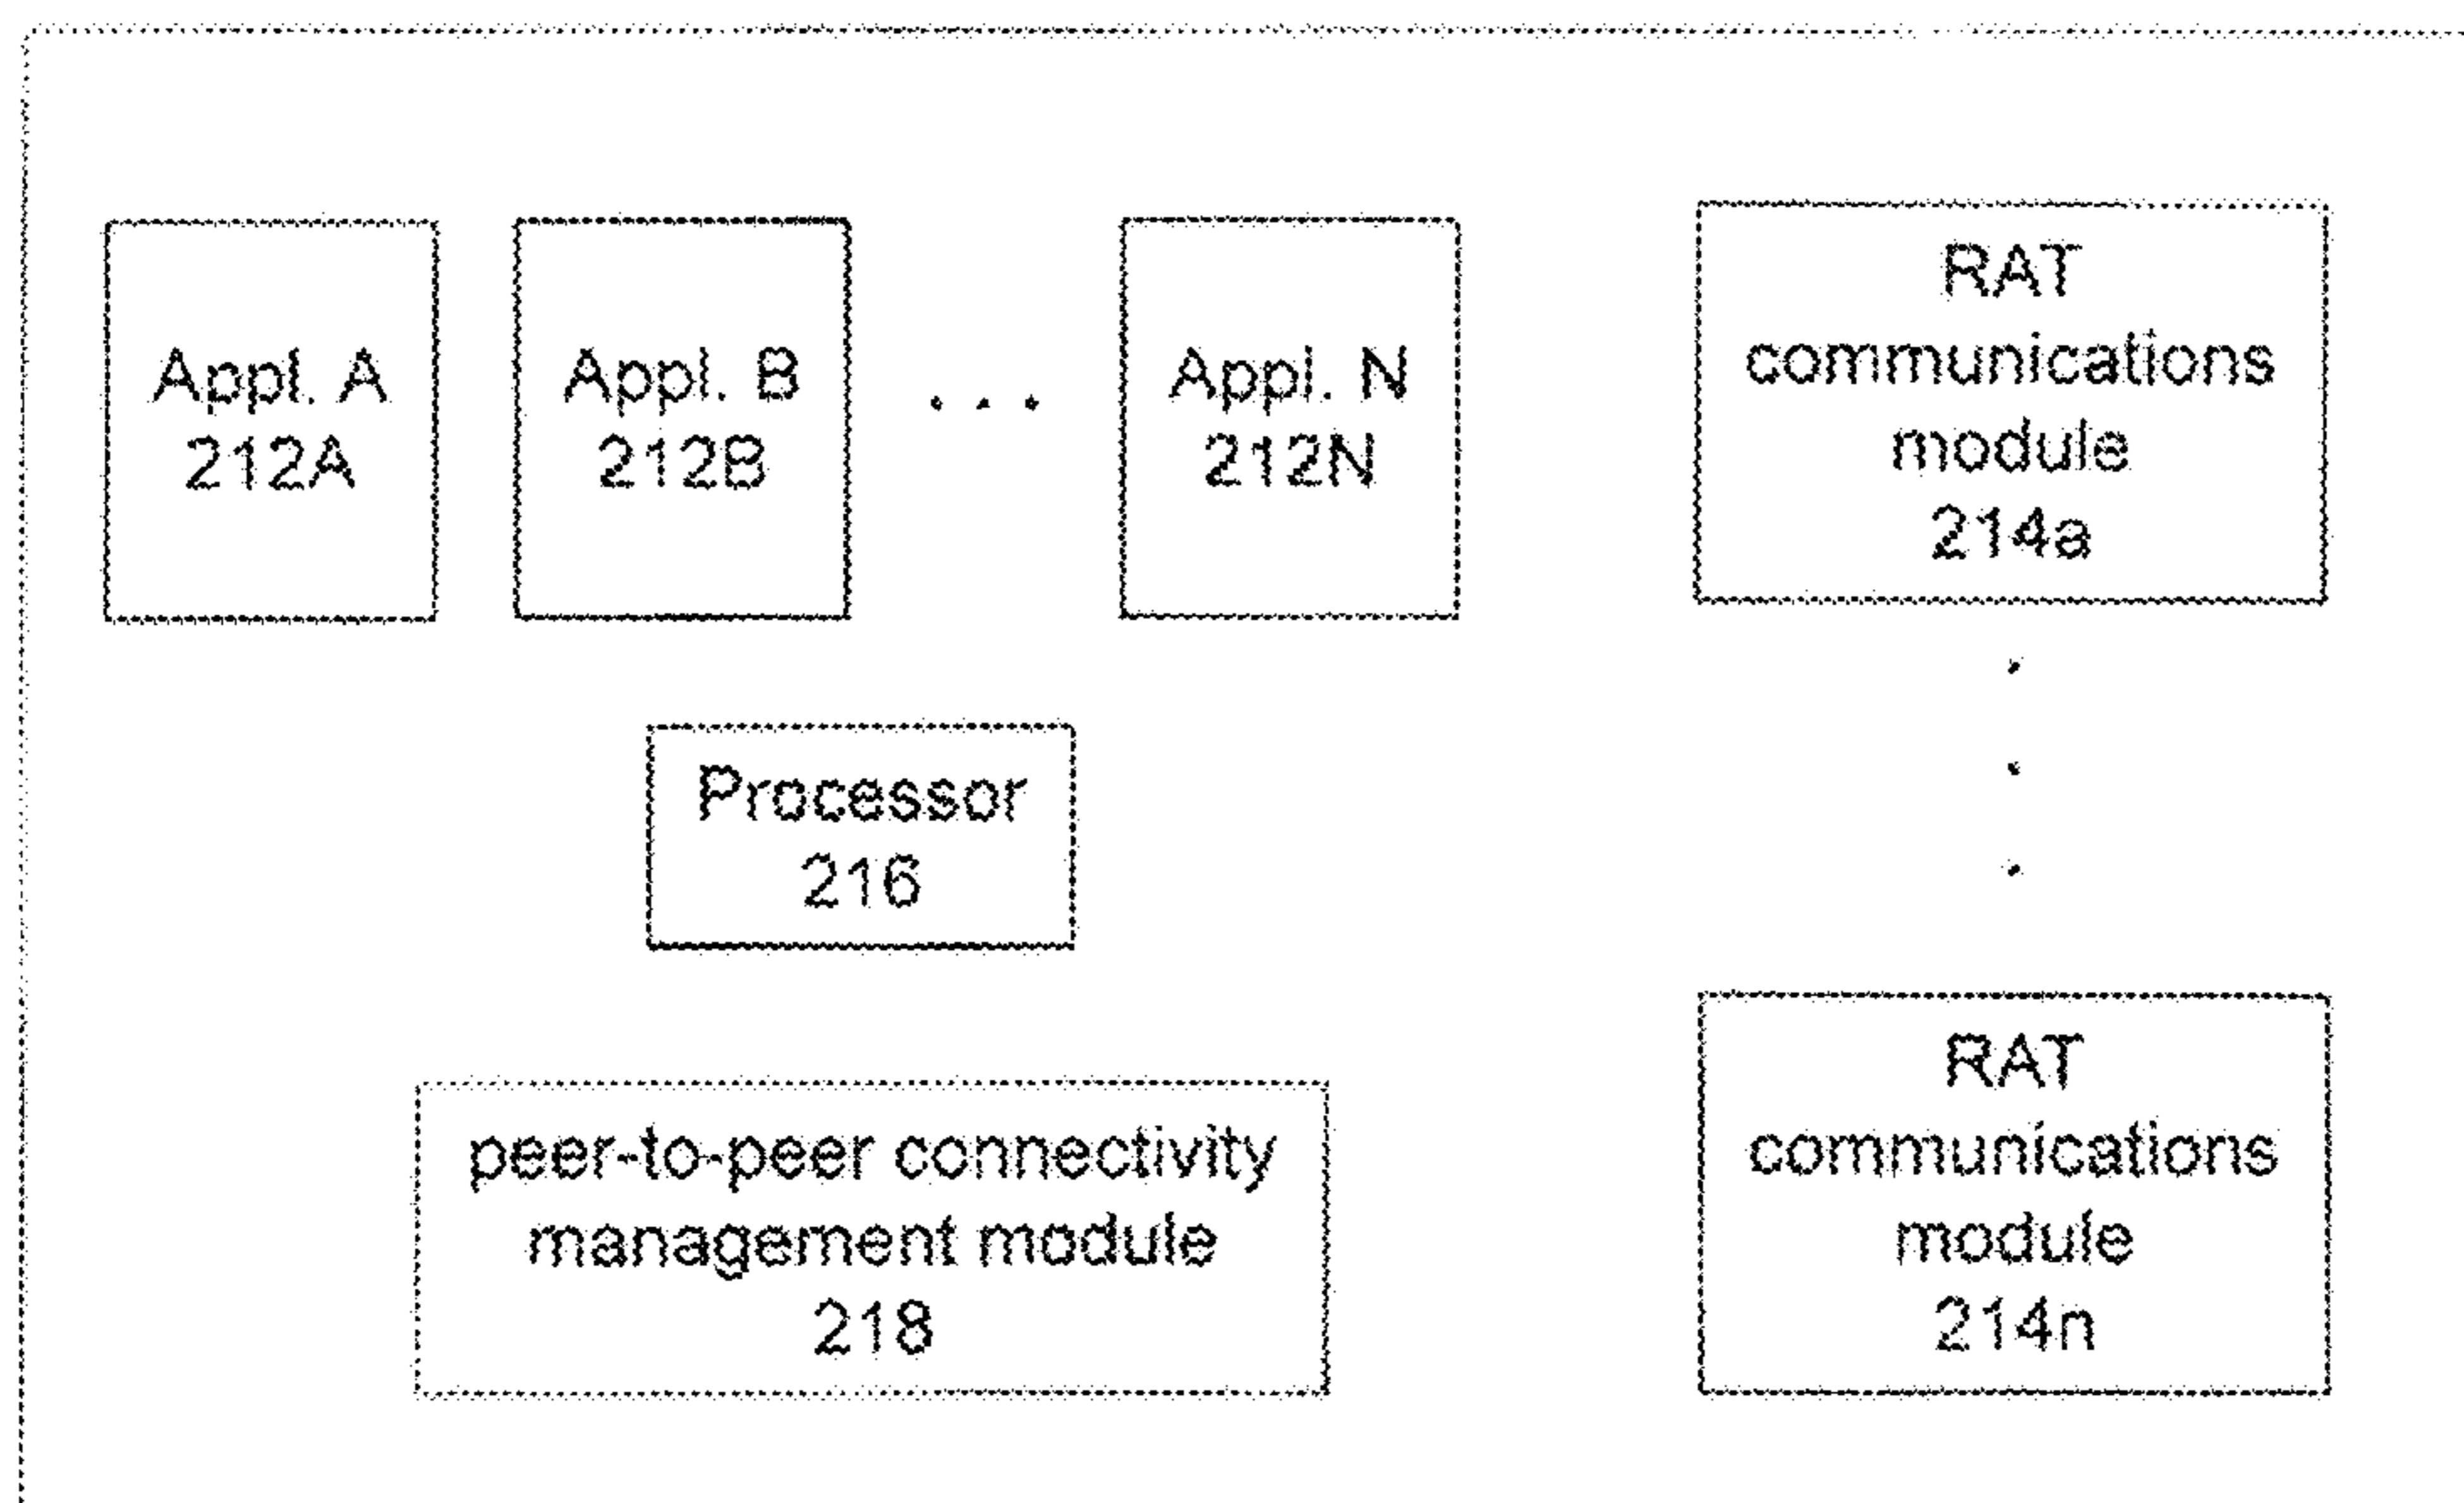 Appl. A
212A
Appl. B
212B
. . .
Appl. N
212N
RAT
communications
module
214a
Processor
216
peer-to-peer connectivity
management module
218
RAT
communications
module
214n